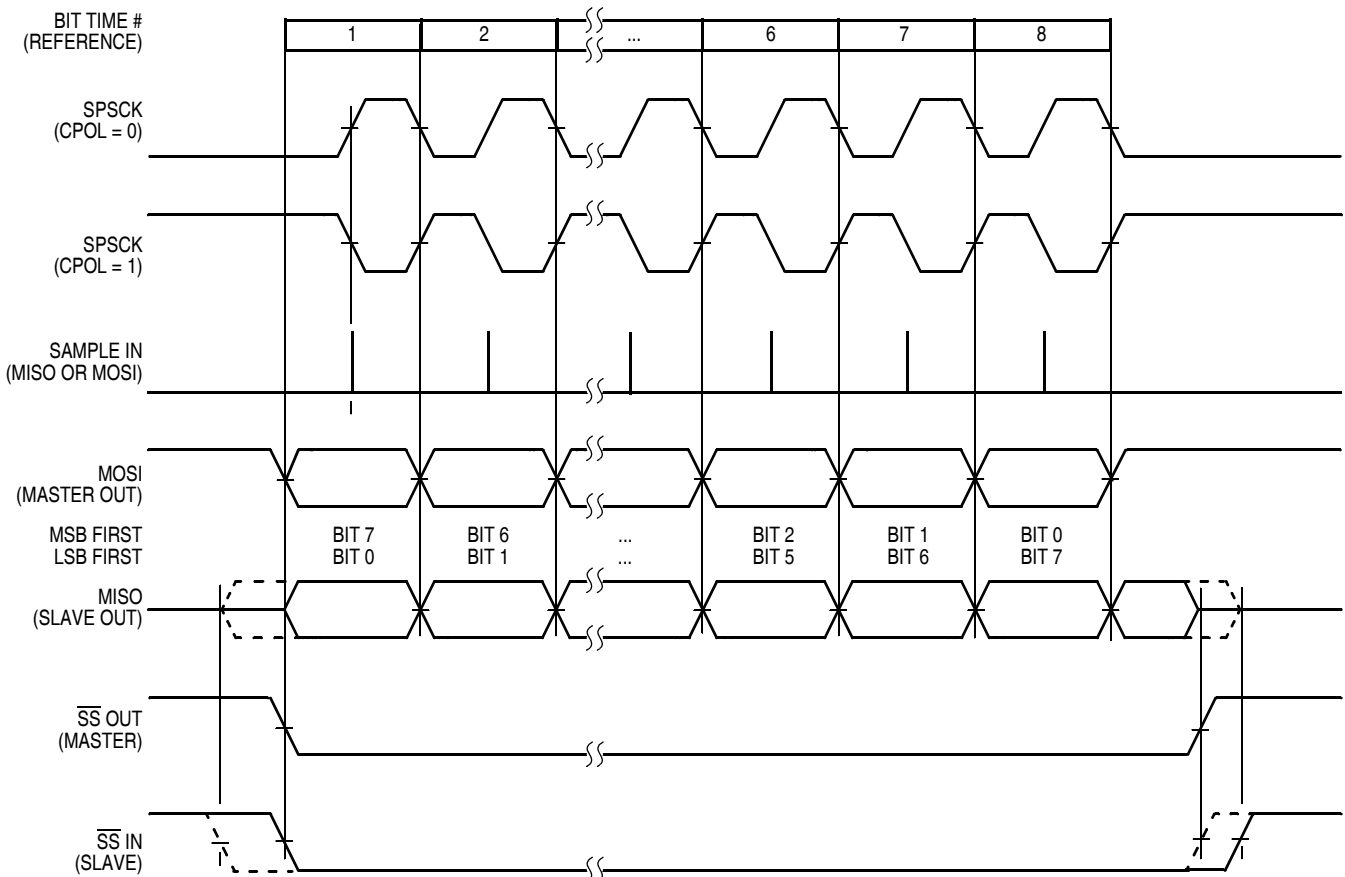 BIT TIME #
(REFERENCE)
1 2 ... 6 7 8
SPSCK
(CPOL = 0)
SPSCK
(CPOL = 1)
SAMPLE IN
(MISO OR MOSI)
MOSI
(MASTER OUT)
MSB FIRST BIT 7 BIT 6 ... BIT 2 BIT 1 BIT 0
LSB FIRST BIT 0 BIT 1 ... BIT 5 BIT 6 BIT 7
MISO
(SLAVE OUT)
S̅S̅ OUT
(MASTER)
S̅S̅ IN
(SLAVE)